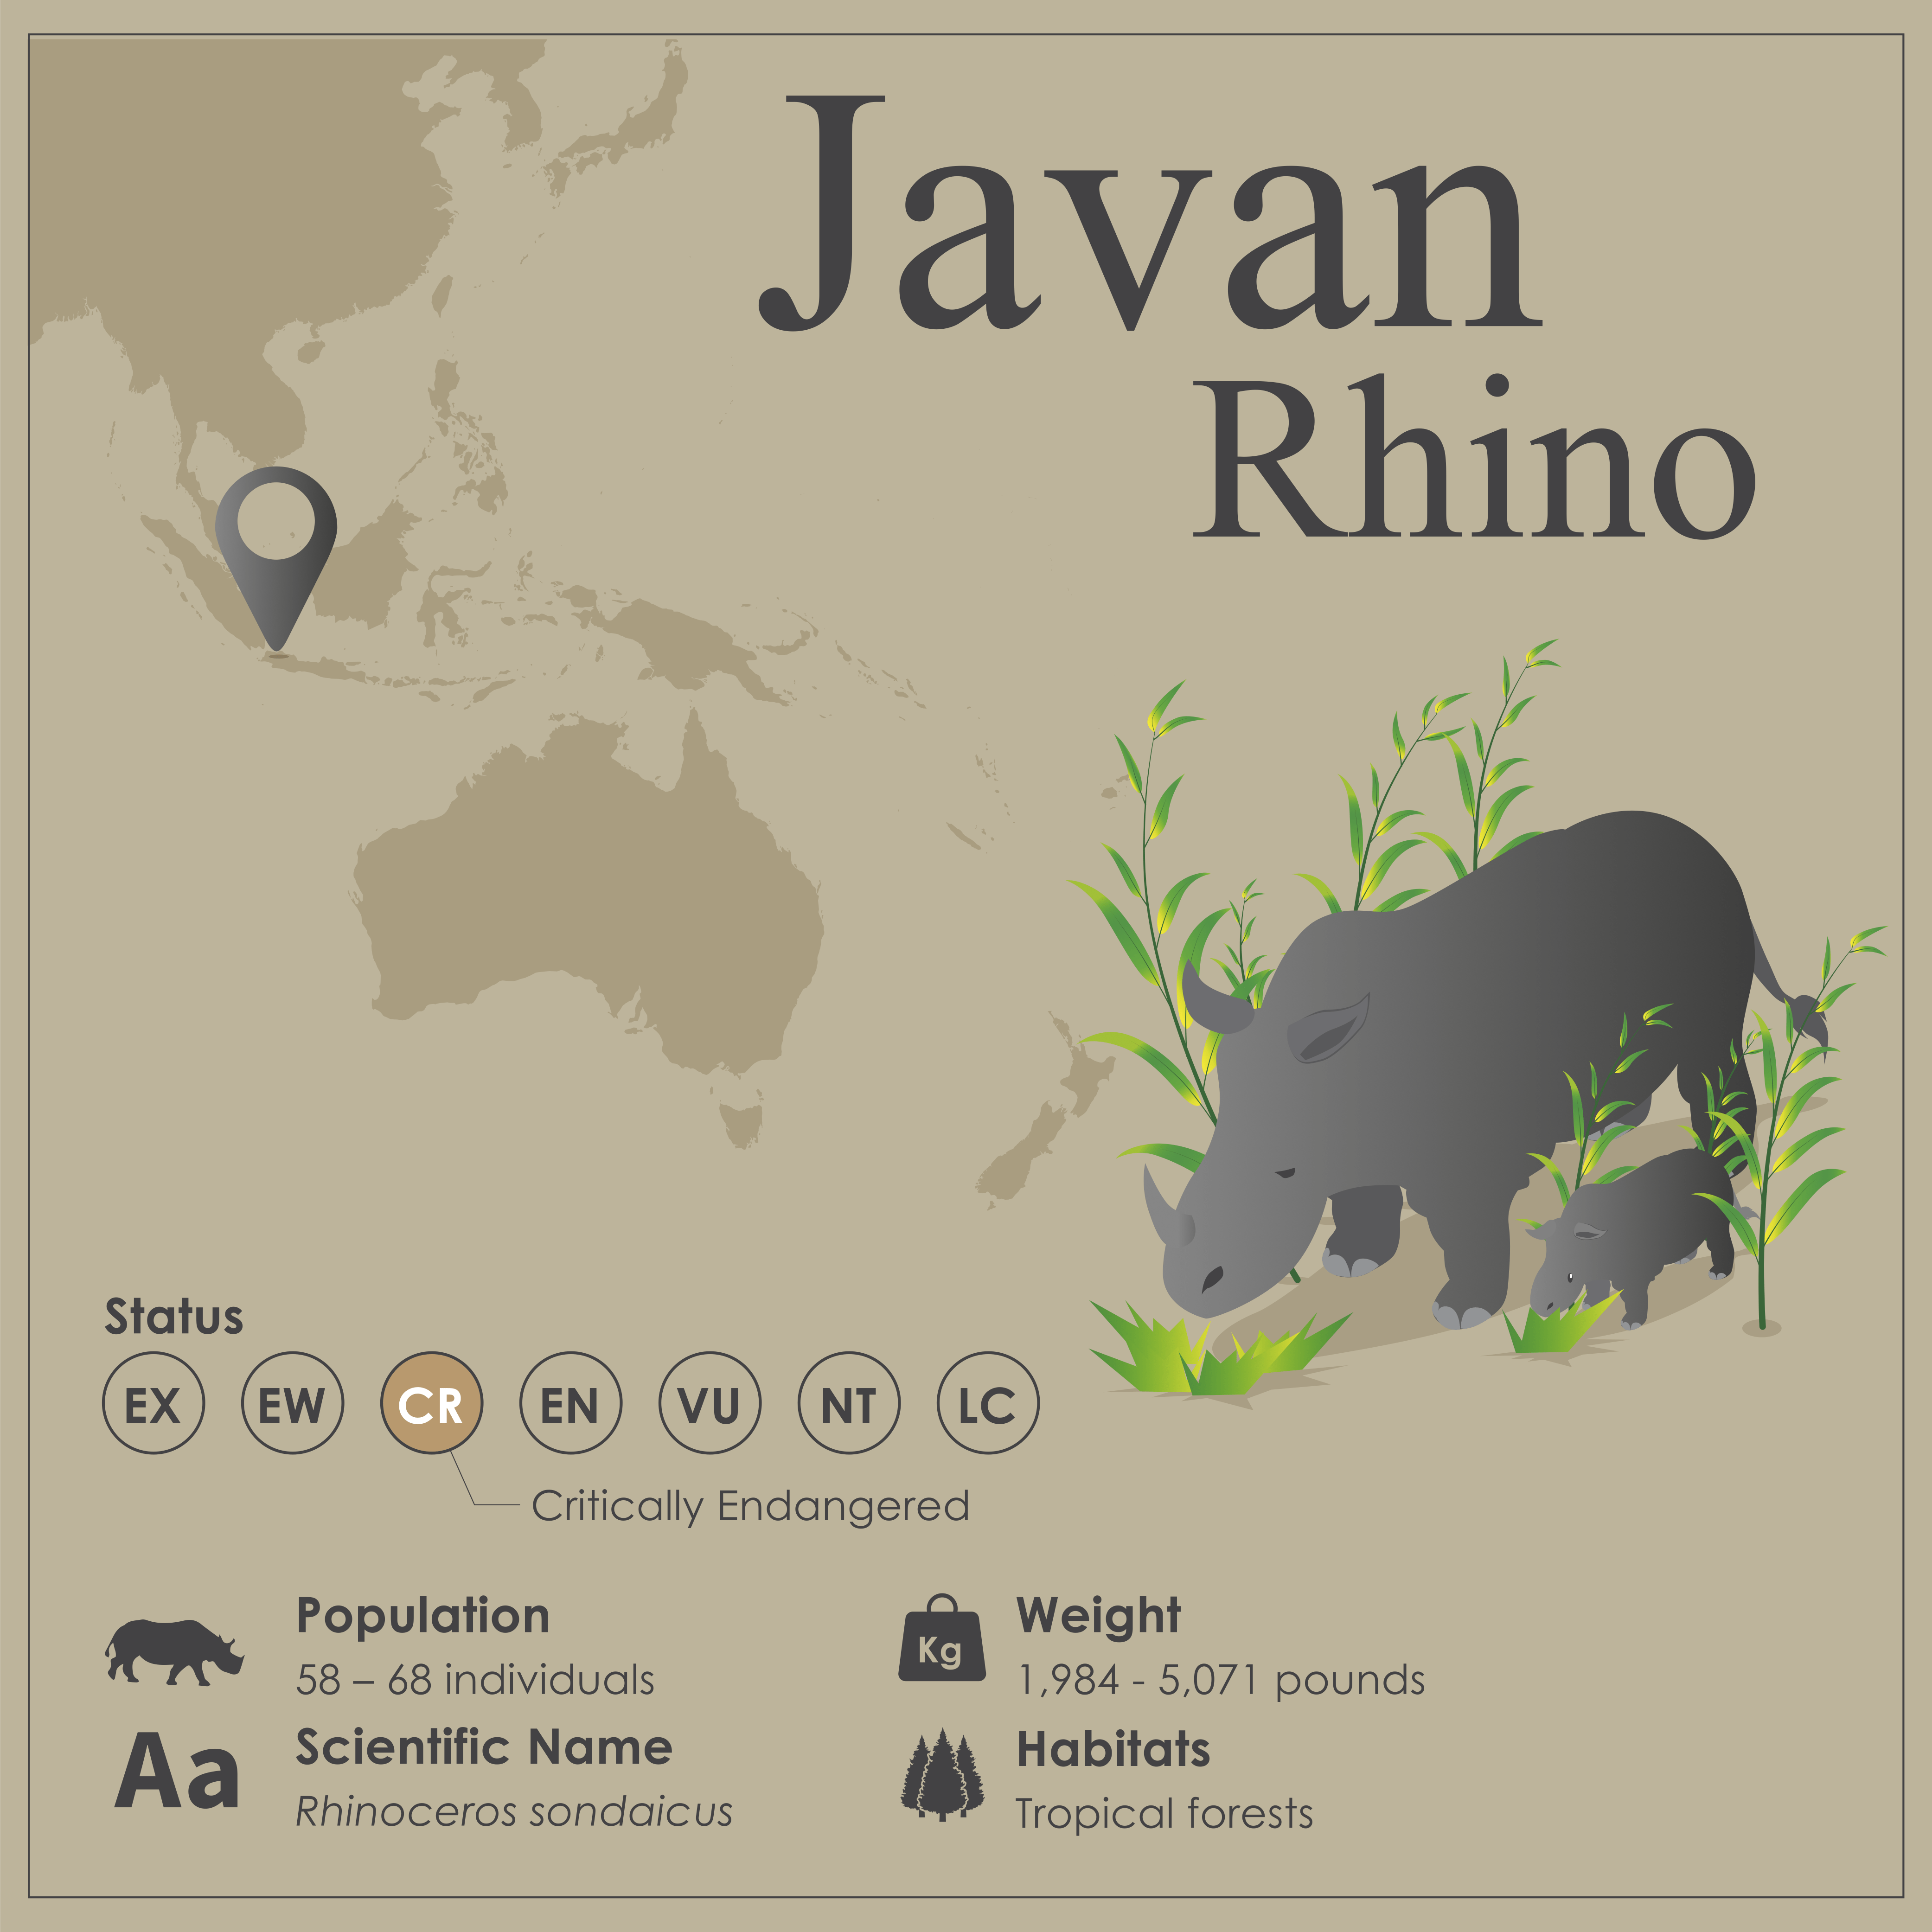 Javan
Rhino
Status
EX EW CR EN VU NT LC
Critically Endangered
Population
58 – 68 individuals
Kg
Weight
1,984 - 5,071 pounds
Aa
Scientific Name
Rhinoceros sondaicus
Habitats
Tropical forests